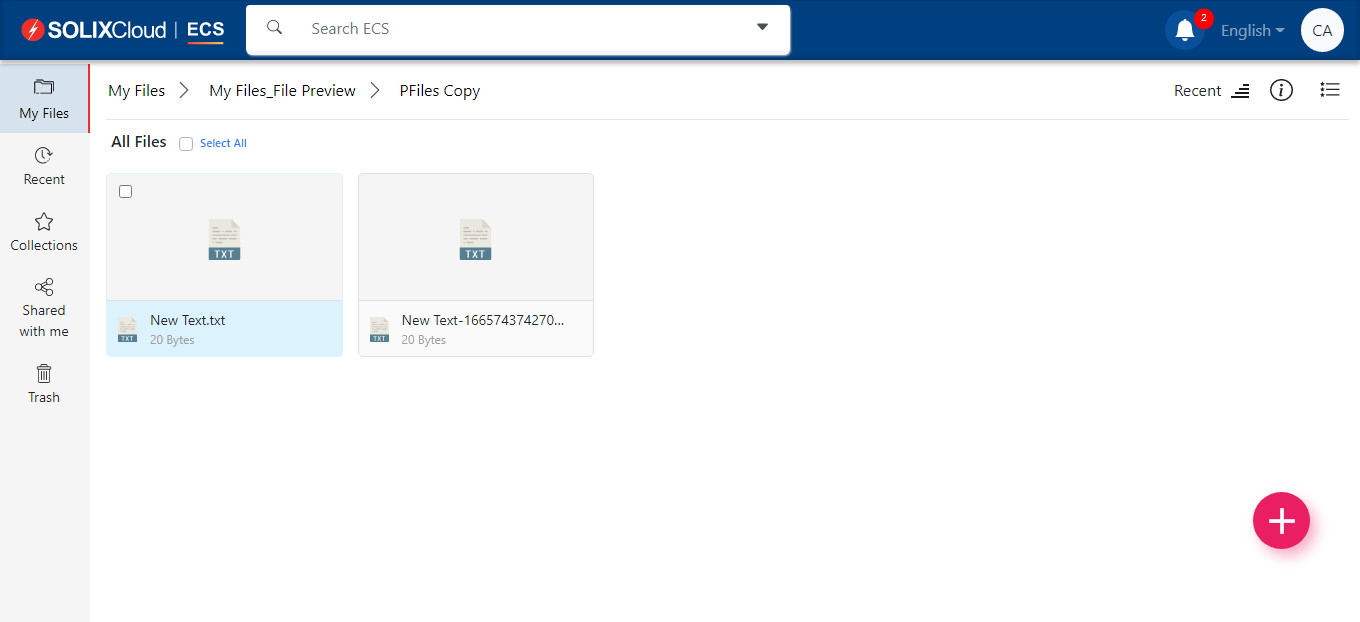 SOLIXCloud | ECS
Search ECS
2
English
CA
My Files
Recent
Collections
Shared
with me
Trash
My Files > My Files_File Preview > PFiles Copy
Recent
All Files
Select All
TXT
TXT
TXT
New Text.txt
20 Bytes
TXT
New Text-166574374270...
20 Bytes